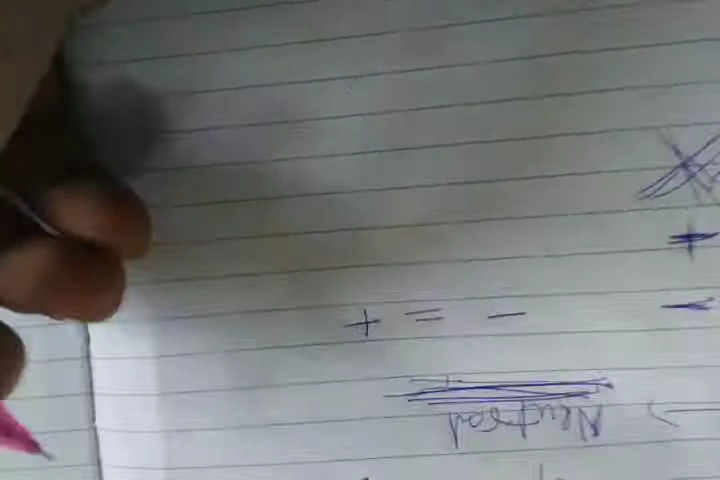 → Neutral
- - = +
+